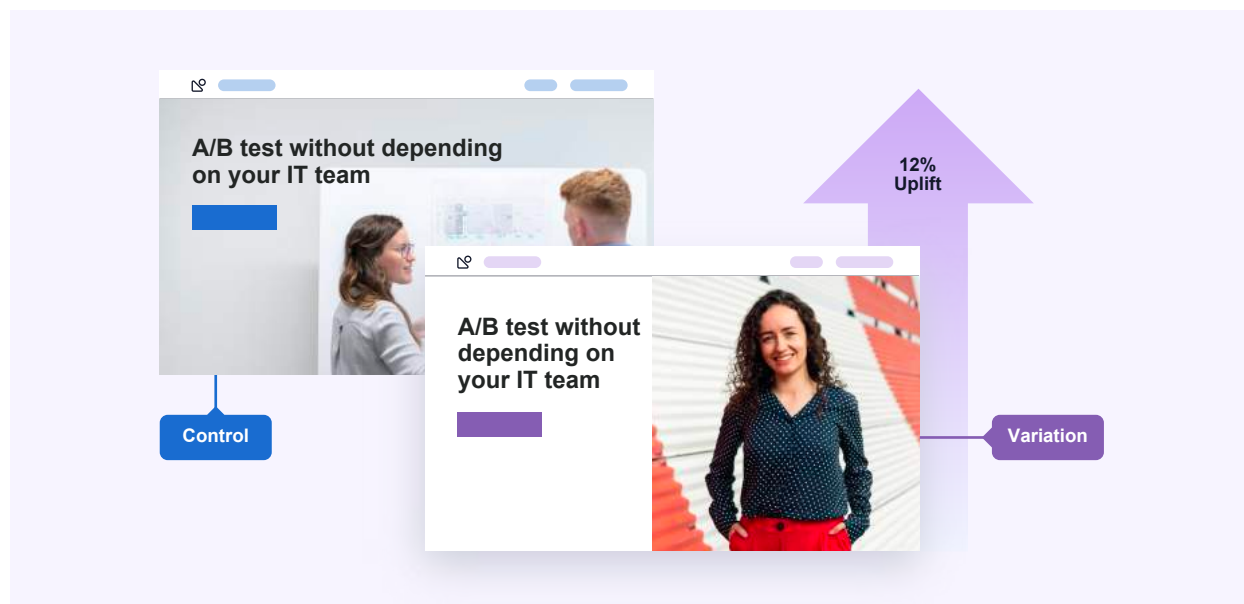 A/B test without depending
on your IT team
12%
Uplift
A/B test without
depending on
your IT team
Control
Variation